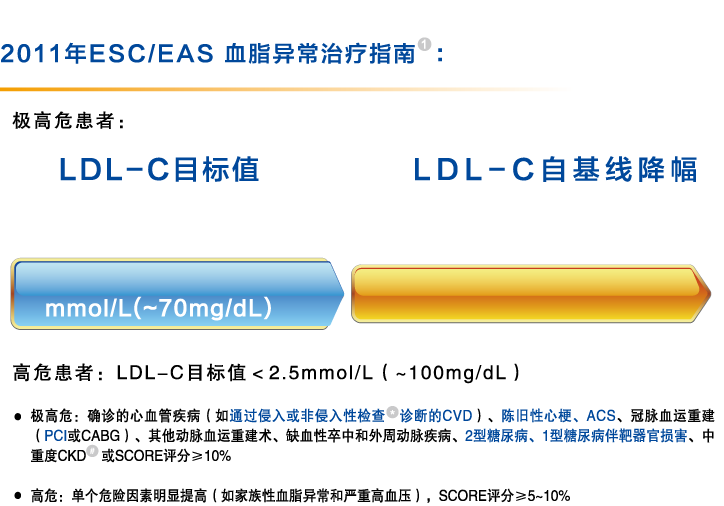 2011年ESC/EAS 血脂异常治疗指南1：
极高危患者：
LDL-C目标值 LDL-C自基线降幅
mmol/L(~70mg/dL)
高危患者：LDL-C目标值＜2.5mmol/L（~100mg/dL）
● 极高危：确诊的心血管疾病（如通过侵入或非侵入性检查*诊断的CVD）、陈旧性心梗、ACS、冠脉血运重建
（PCI或CABG）、其他动脉血运重建术、缺血性卒中和外周动脉疾病、2型糖尿病、1型糖尿病伴靶器官损害、中
重度CKD# 或SCORE评分≥10%
● 高危：单个危险因素明显提高（如家族性血脂异常和严重高血压），SCORE评分≥5~10%